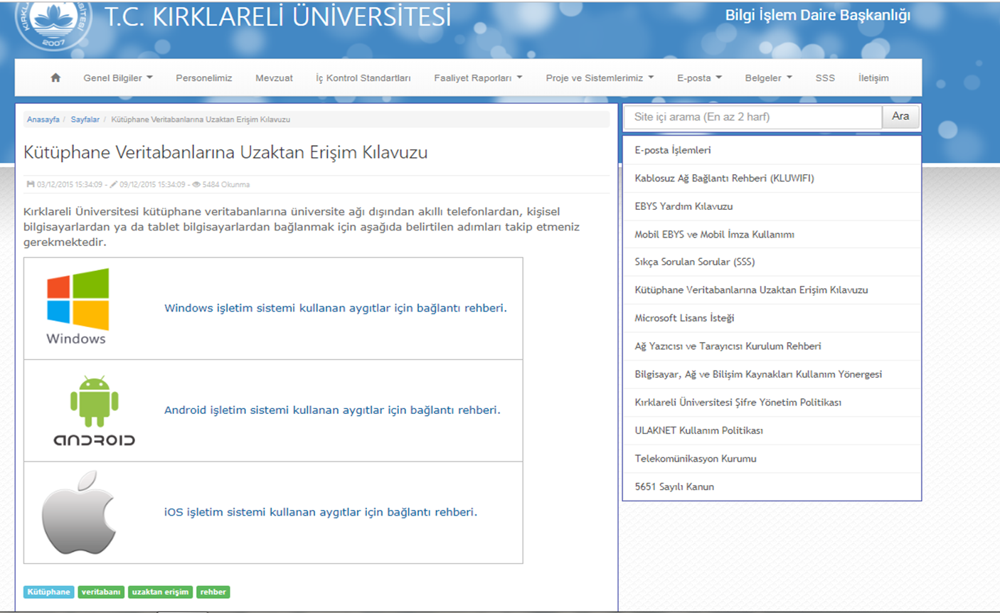 T.C. KIRKLARELİ ÜNİVERSİTESİ
Bilgi İşlem Daire Başkanlığı
2007
Genel Bilgiler Personelimiz Mevzuat İç Kontrol Standartları Faaliyet Raporları Proje ve Sistemlerimiz E-posta Belgeler SSS İletişim
Anasayfa / Sayfalar / Kütüphane Veritabanlarına Uzaktan Erişim Kılavuzu
Kütüphane Veritabanlarına Uzaktan Erişim Kılavuzu
03/12/2015 15:34:09 - 09/12/2015 15:34:09 - 5484 Okunma
Kırklareli Üniversitesi kütüphane veritabanlarına üniversite ağı dışından akıllı telefonlardan, kişisel
bilgisayarlardan ya da tablet bilgisayarlardan bağlanmak için aşağıda belirtilen adımları takip etmeniz
gerekmektedir.
Windows
Windows işletim sistemi kullanan aygıtlar için bağlantı rehberi.
ANDROID
Android işletim sistemi kullanan aygıtlar için bağlantı rehberi.
iOS işletim sistemi kullanan aygıtlar için bağlantı rehberi.
Kütüphane veritabanı uzaktan erişim rehber
Site içi arama (En az 2 harf) Ara
E-posta İşlemleri
Kablosuz Ağ Bağlantı Rehberi (KLUWIFI)
EBYS Yardım Kılavuzu
Mobil EBYS ve Mobil İmza Kullanımı
Sıkça Sorulan Sorular (SSS)
Kütüphane Veritabanlarına Uzaktan Erişim Kılavuzu
Microsoft Lisans İsteği
Ağ Yazıcısı ve Tarayıcısı Kurulum Rehberi
Bilgisayar, Ağ ve Bilişim Kaynakları Kullanım Yönergesi
Kırklareli Üniversitesi Şifre Yönetim Politikası
ULAKNET Kullanım Politikası
Telekomünikasyon Kurumu
5651 Sayılı Kanun